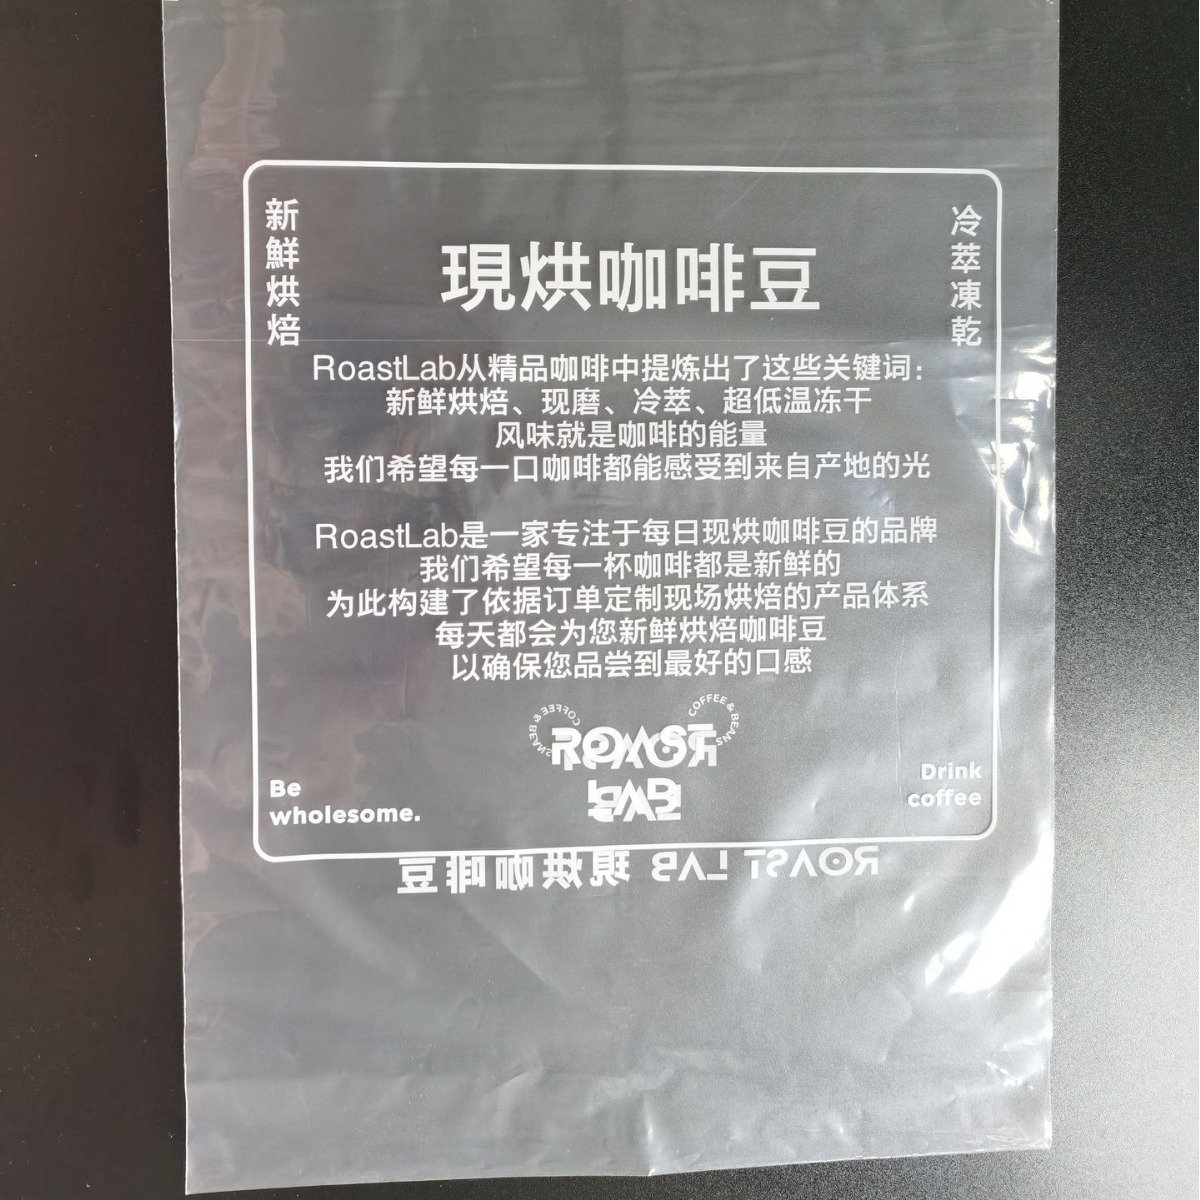 新鮮烘焙
冷萃凍乾
現烘咖啡豆
RoastLab从精品咖啡中提炼出了这些关键词：
新鲜烘焙、现磨、冷萃、超低温冻干
风味就是咖啡的能量
我们希望每一口咖啡都能感受到来自产地的光
RoastLab是一家专注于每日现烘咖啡豆的品牌
我们希望每一杯咖啡都是新鲜的
为此构建了依据订单定制现场烘焙的产品体系
每天都会为您新鲜烘焙咖啡豆
以确保您品尝到最好的口感
COFFEE & BEANS
COFFEE & BEANS
ROAST
LAB
Be
wholesome.
Drink
coffee
ROAST LAB 現烘咖啡豆